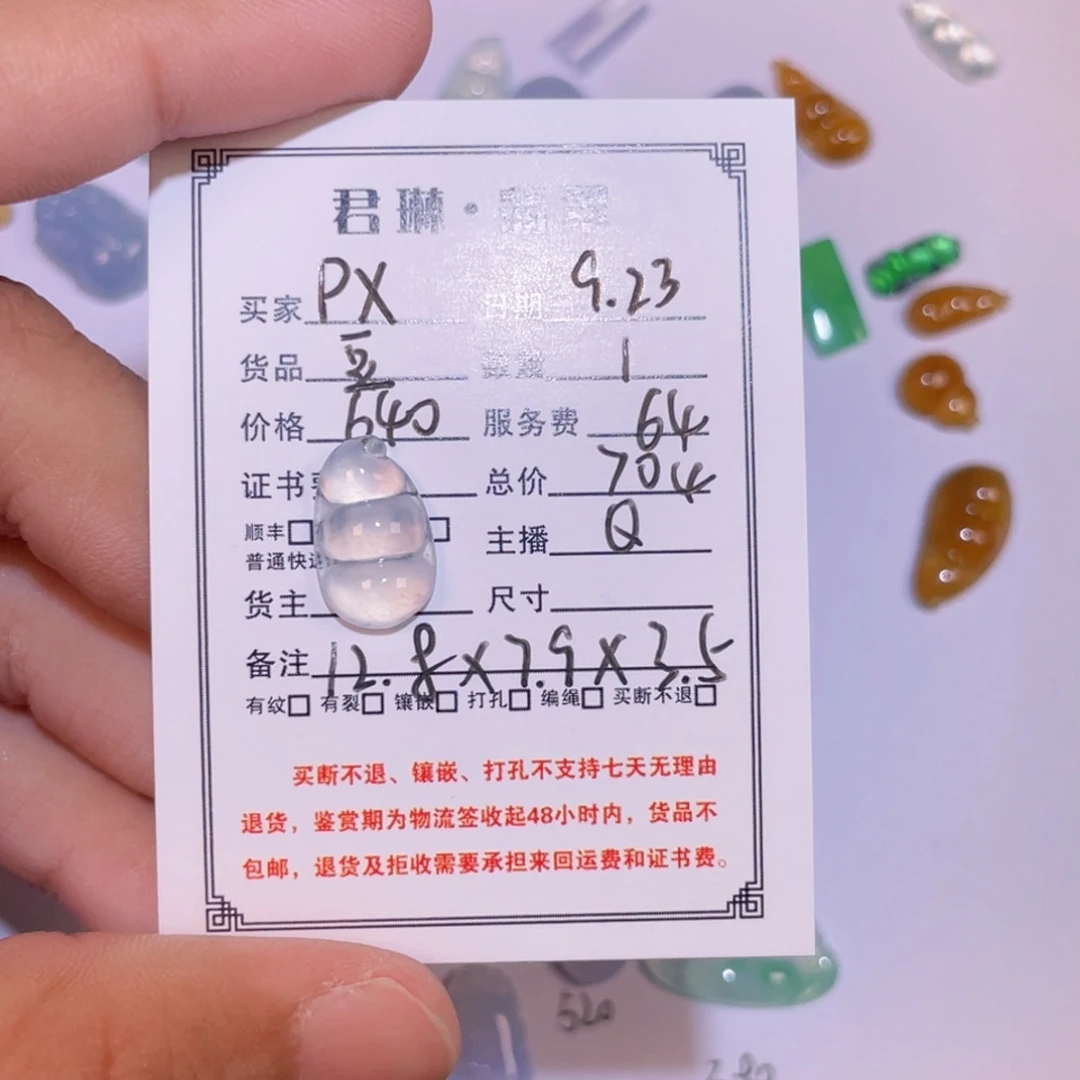 君琳·翡翠
买家 PX 日期 9.23
货品 豆 数量 1
价格 640 服务费 64
证书 总价 704
顺丰□ □ 主播 Q
普通快递
货主 尺寸
备注 12.8×7.9×3.5
有纹□ 有裂□ 镶嵌□ 打孔□ 编绳□ 买断不退□
买断不退、镶嵌、打孔不支持七天无理由
退货，鉴赏期为物流签收起48小时内，货品不
包邮，退货及拒收需要承担来回运费和证书费。
520